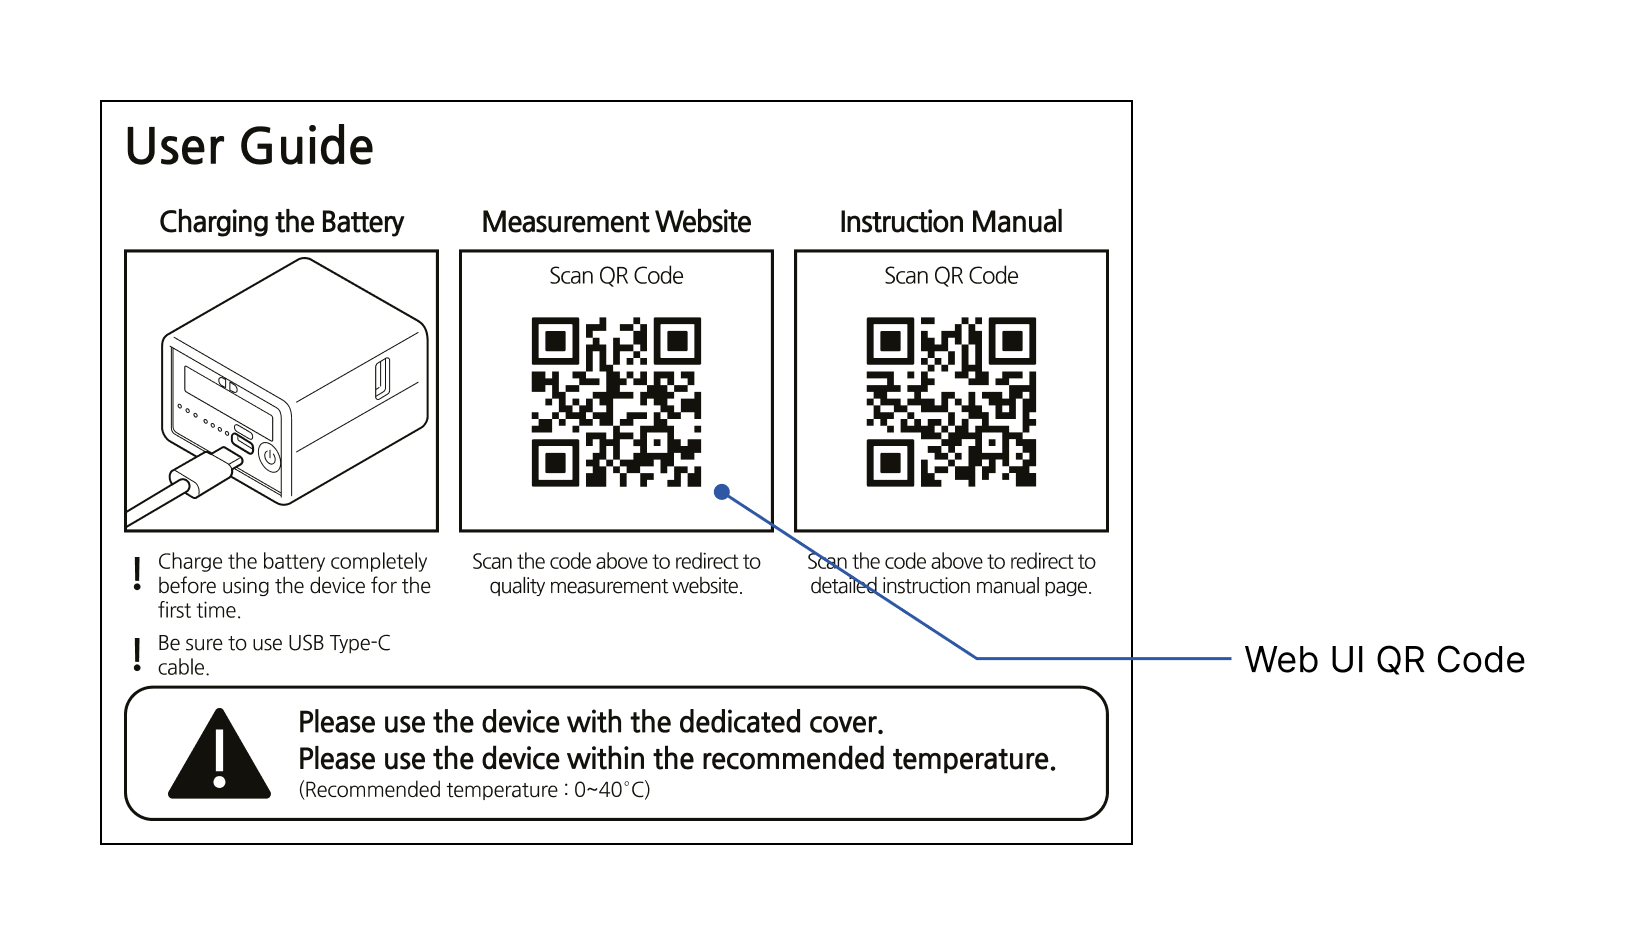 User Guide
Charging the Battery
Measurement Website
Instruction Manual
Scan QR Code
Scan QR Code
! Charge the battery completely
before using the device for the
first time.
! Be sure to use USB Type-C
cable.
Scan the code above to redirect to
quality measurement website.
Scan the code above to redirect to
detailed instruction manual page.
Web UI QR Code
Please use the device with the dedicated cover.
Please use the device within the recommended temperature.
(Recommended temperature : 0~40°C)